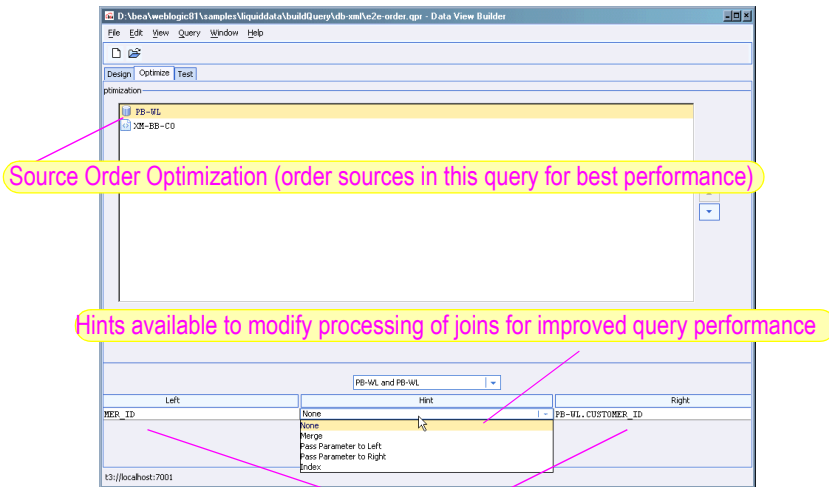 D:\bea\weblogic81\samples\liquiddata\buildQuery\db-xml\e2e-order.qpr - Data View Builder
File Edit View Query Window Help
Design Optimize Test
ptimization
PB-WL
XM-BB-CO
Source Order Optimization (order sources in this query for best performance)
Hints available to modify processing of joins for improved query performance
PB-WL and PB-WL
Left Hint Right
MER_ID None PB-WL.CUSTOMER_ID
None
Merge
Pass Parameter to Left
Pass Parameter to Right
Index
t3://localhost:7001